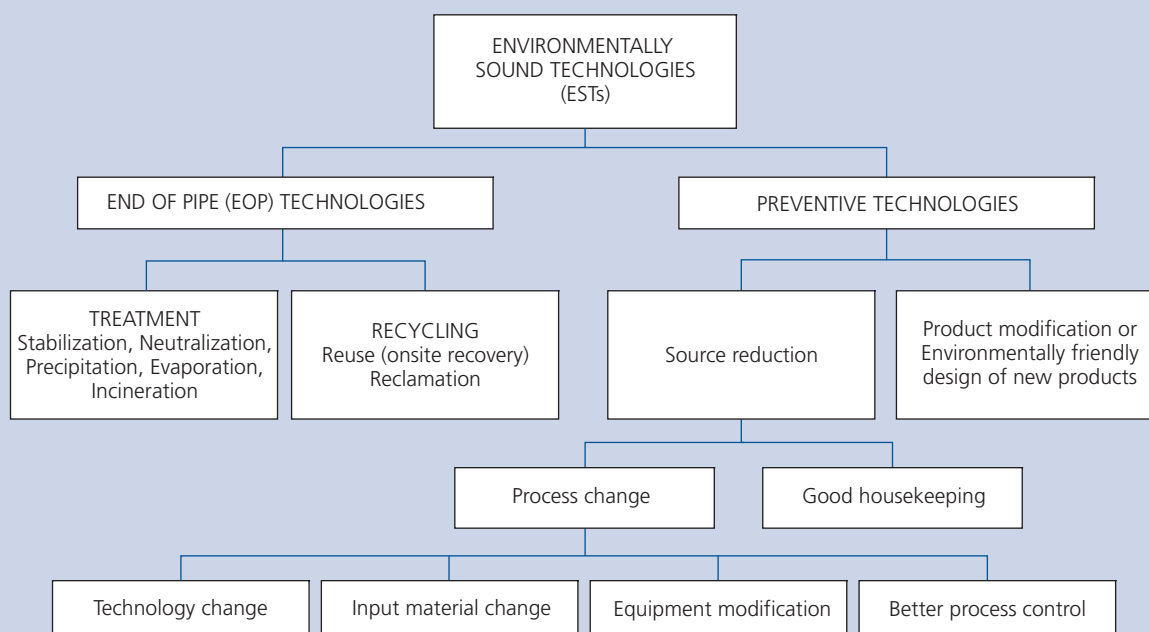 ENVIRONMENTALLY
SOUND TECHNOLOGIES
(ESTs)
END OF PIPE (EOP) TECHNOLOGIES
PREVENTIVE TECHNOLOGIES
TREATMENT
Stabilization, Neutralization,
Precipitation, Evaporation,
Incineration
RECYCLING
Reuse (onsite recovery)
Reclamation
Source reduction
Product modification or
Environmentally friendly
design of new products
Process change
Good housekeeping
Technology change
Input material change
Equipment modification
Better process control